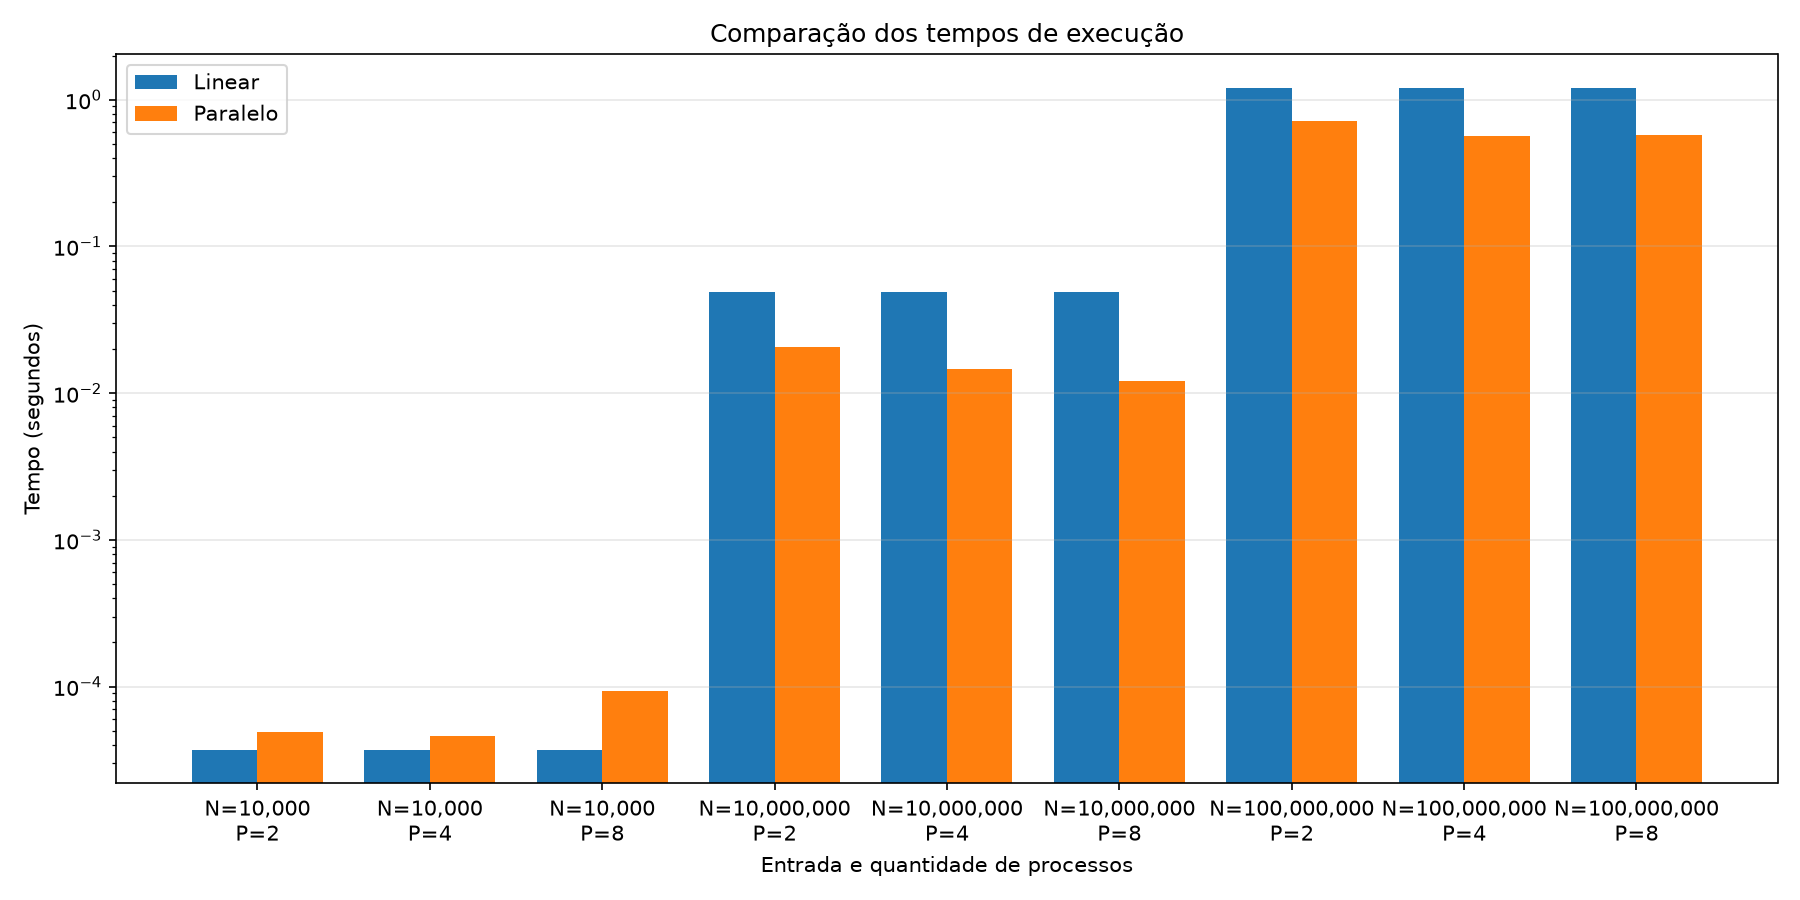 Comparação dos tempos de execução
Linear
Paralelo
Tempo (segundos)
10⁰
10⁻¹
10⁻²
10⁻³
10⁻⁴
N=10,000 N=10,000 N=10,000 N=10,000,000 N=10,000,000 N=10,000,000 N=100,000,000 N=100,000,000 N=100,000,000
P=2 P=4 P=8 P=2 P=4 P=8 P=2 P=4 P=8
Entrada e quantidade de processos